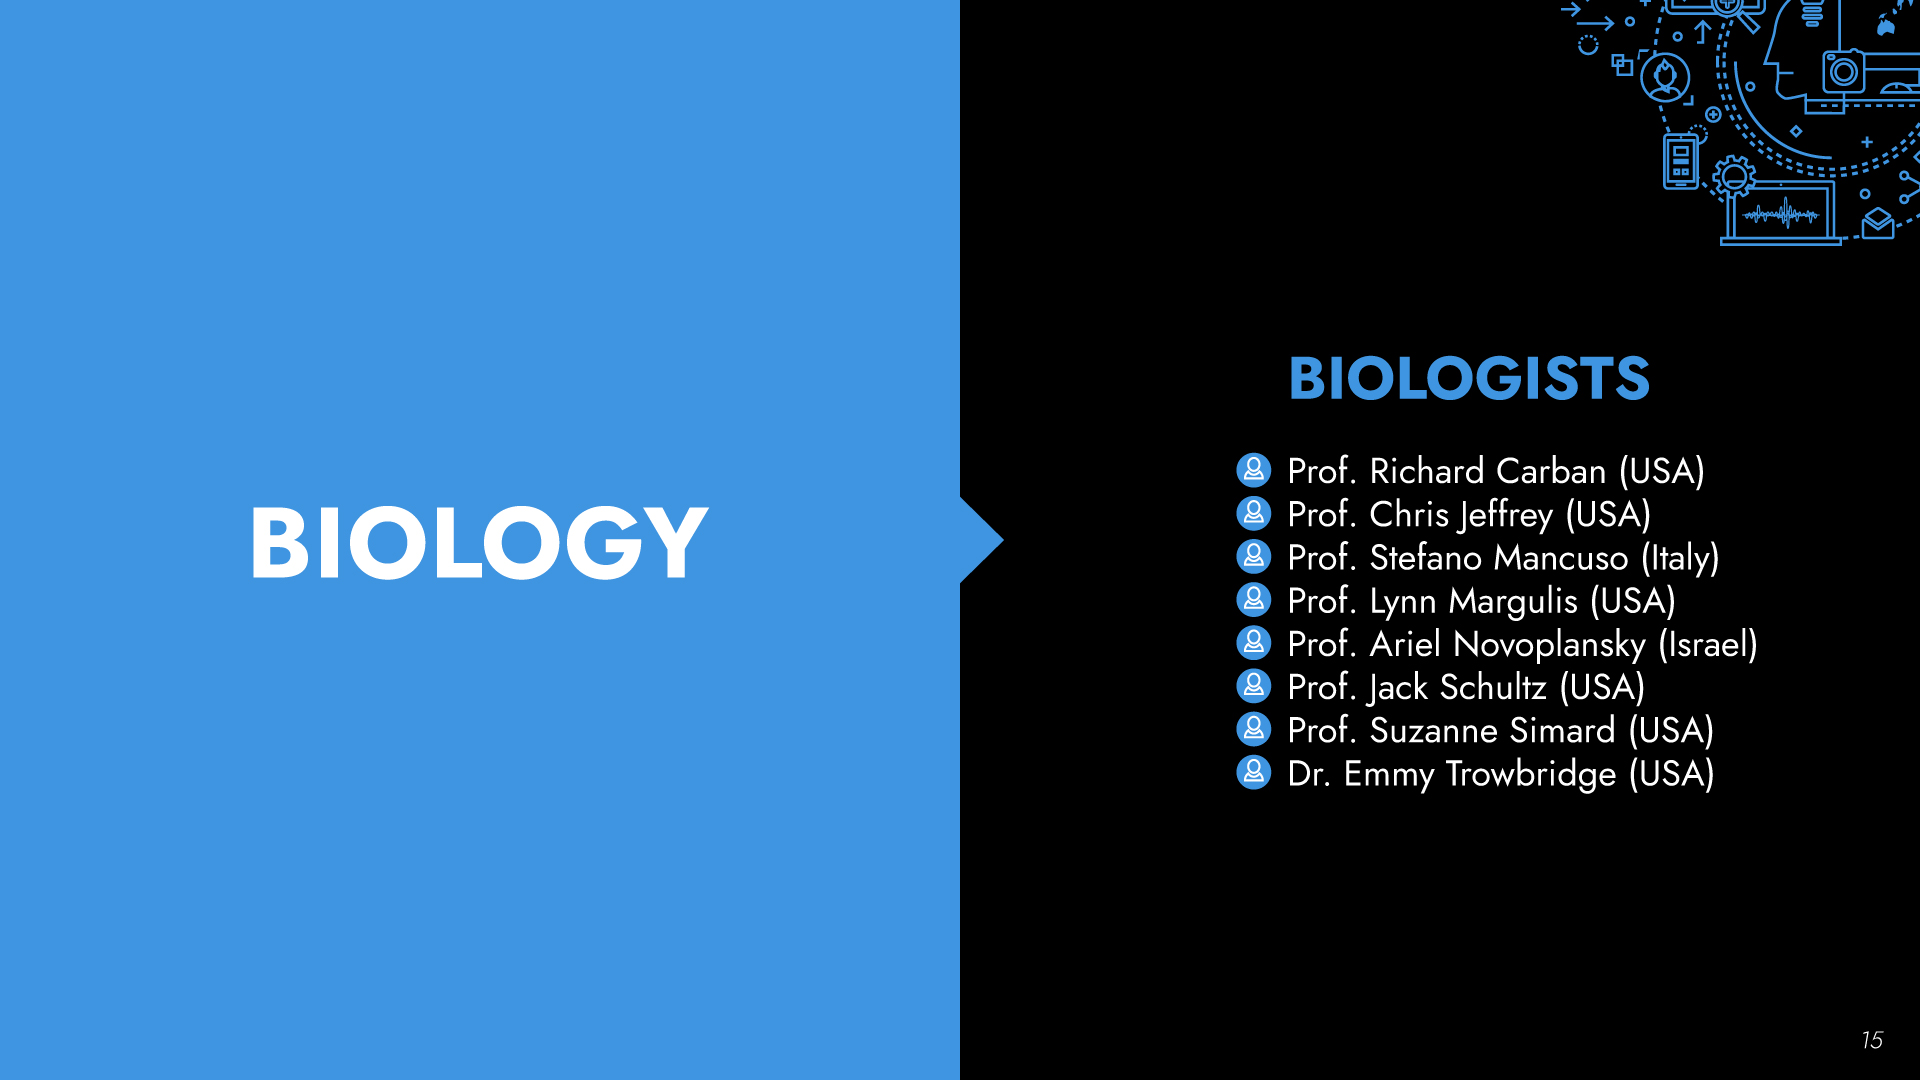 BIOLOGY
BIOLOGISTS
Prof. Richard Carban (USA)
Prof. Chris Jeffrey (USA)
Prof. Stefano Mancuso (Italy)
Prof. Lynn Margulis (USA)
Prof. Ariel Novoplansky (Israel)
Prof. Jack Schultz (USA)
Prof. Suzanne Simard (USA)
Dr. Emmy Trowbridge (USA)
15